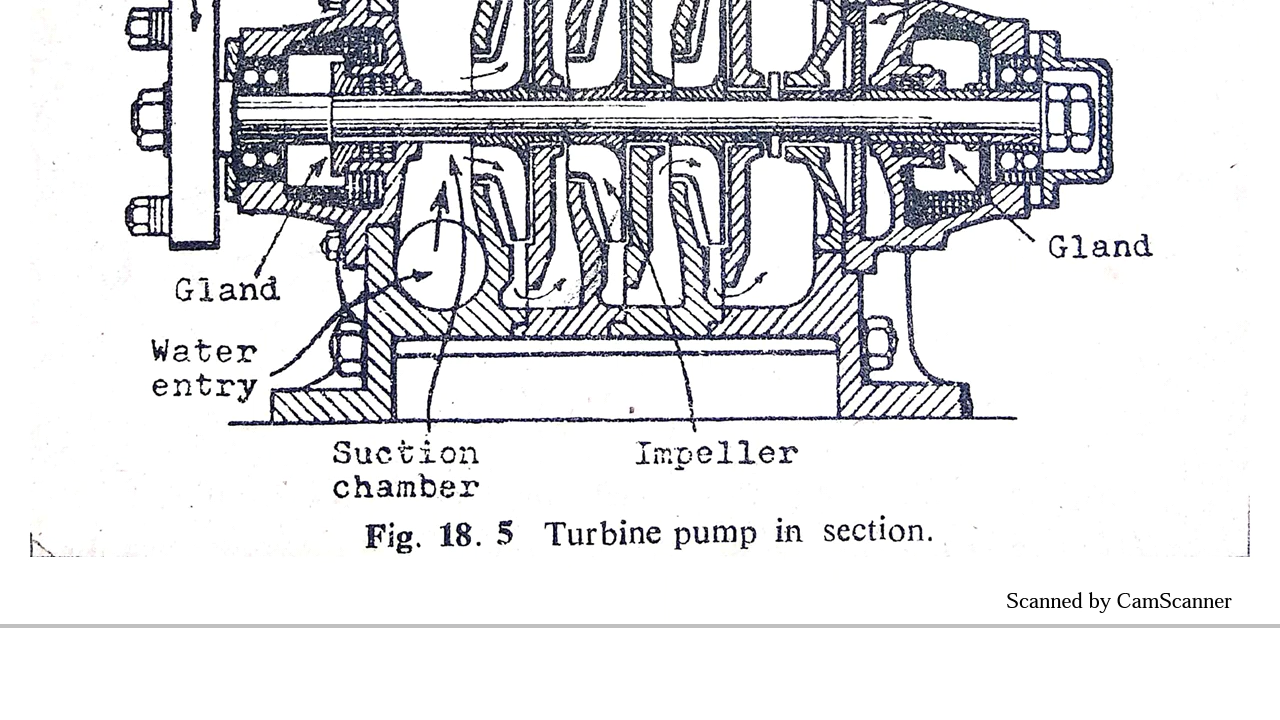 Gland
Gland
Water
entry
Suction
chamber
Impeller
Fig. 18. 5 Turbine pump in section.
Scanned by CamScanner